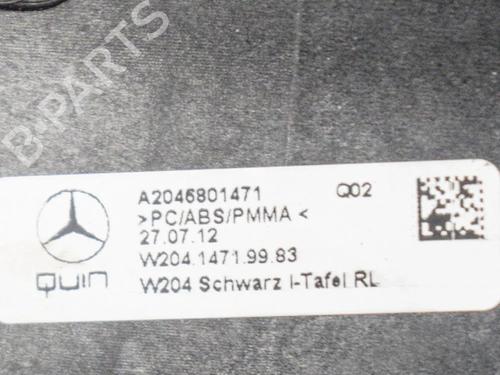 B-PARTS
A2046801471 Q02
>PC/ABS/PMMA<
27.07.12
W204.1471.99.83
QUIN
W204 Schwarz I-Tafel RL